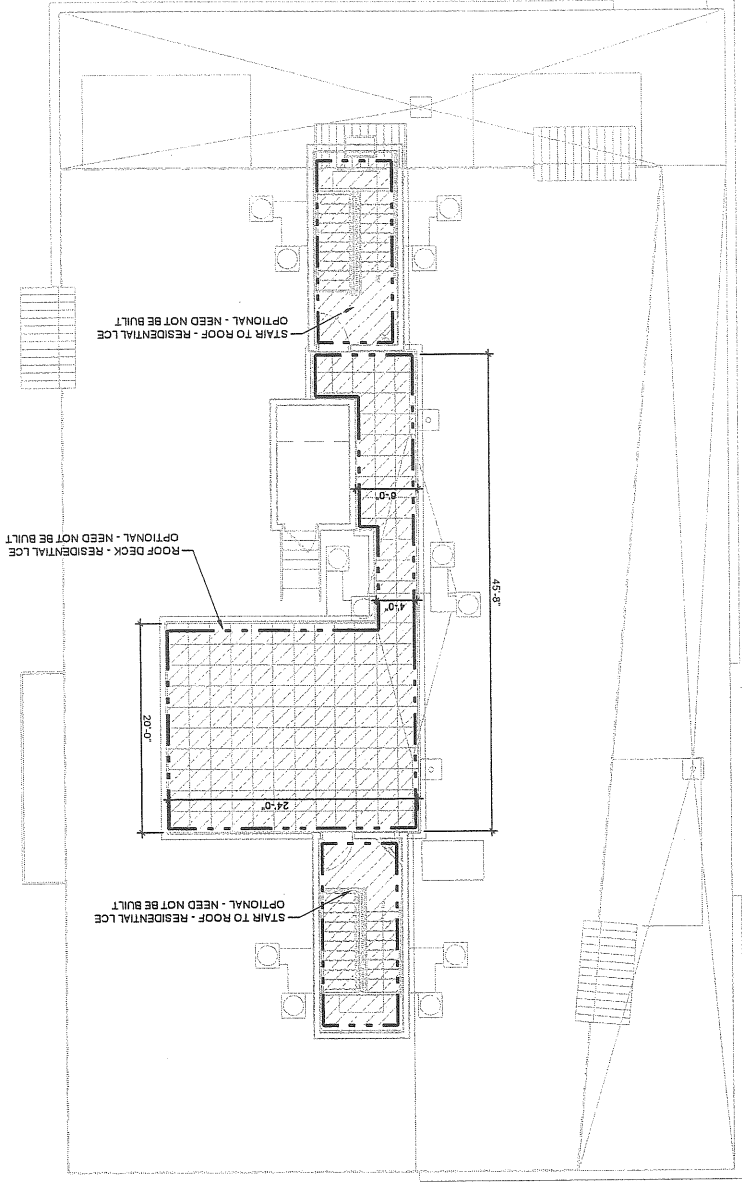 STAIR TO ROOF - RESIDENTIAL LCE
OPTIONAL - NEED NOT BE BUILT
24'-0"
20'-0"
4'-0"
45'-8"
ROOF DECK - RESIDENTIAL LCE
OPTIONAL - NEED NOT BE BUILT
6'-0"
STAIR TO ROOF - RESIDENTIAL LCE
OPTIONAL - NEED NOT BE BUILT